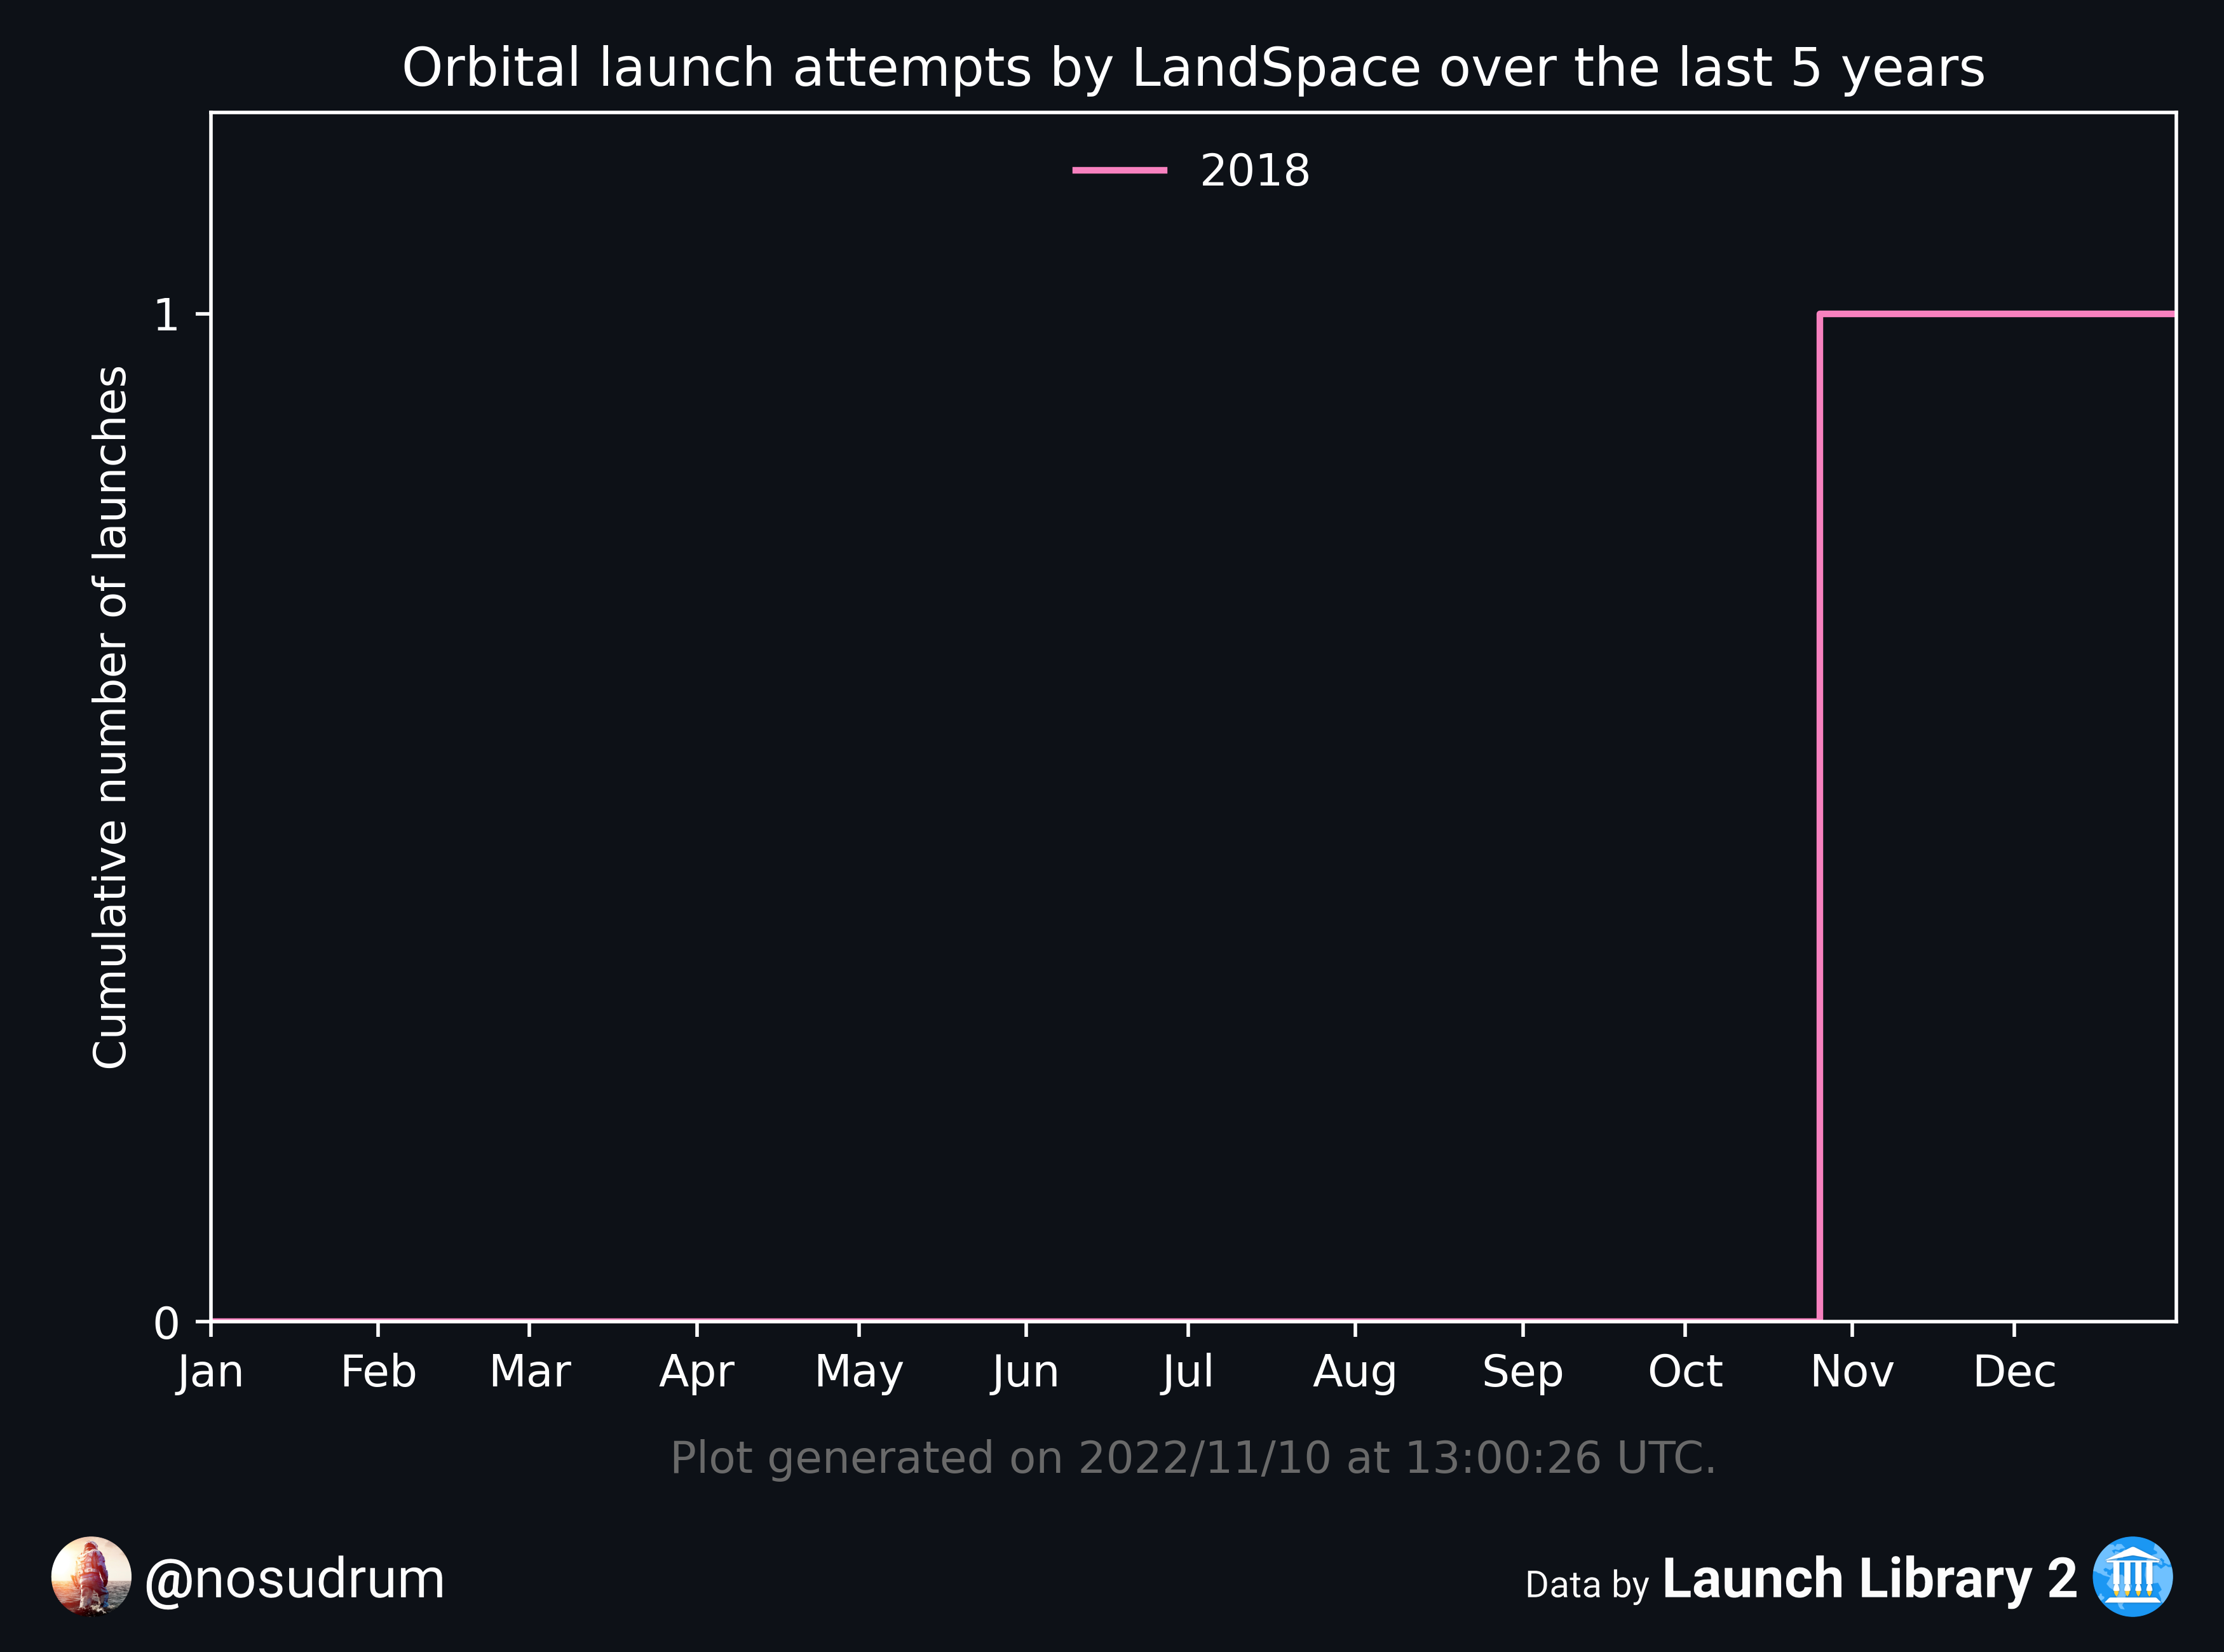 Orbital launch attempts by LandSpace over the last 5 years
2018
1
Cumulative number of launches
0
Jan Feb Mar Apr May Jun Jul Aug Sep Oct Nov Dec
Plot generated on 2022/11/10 at 13:00:26 UTC.
@nosudrum
Data by Launch Library 2